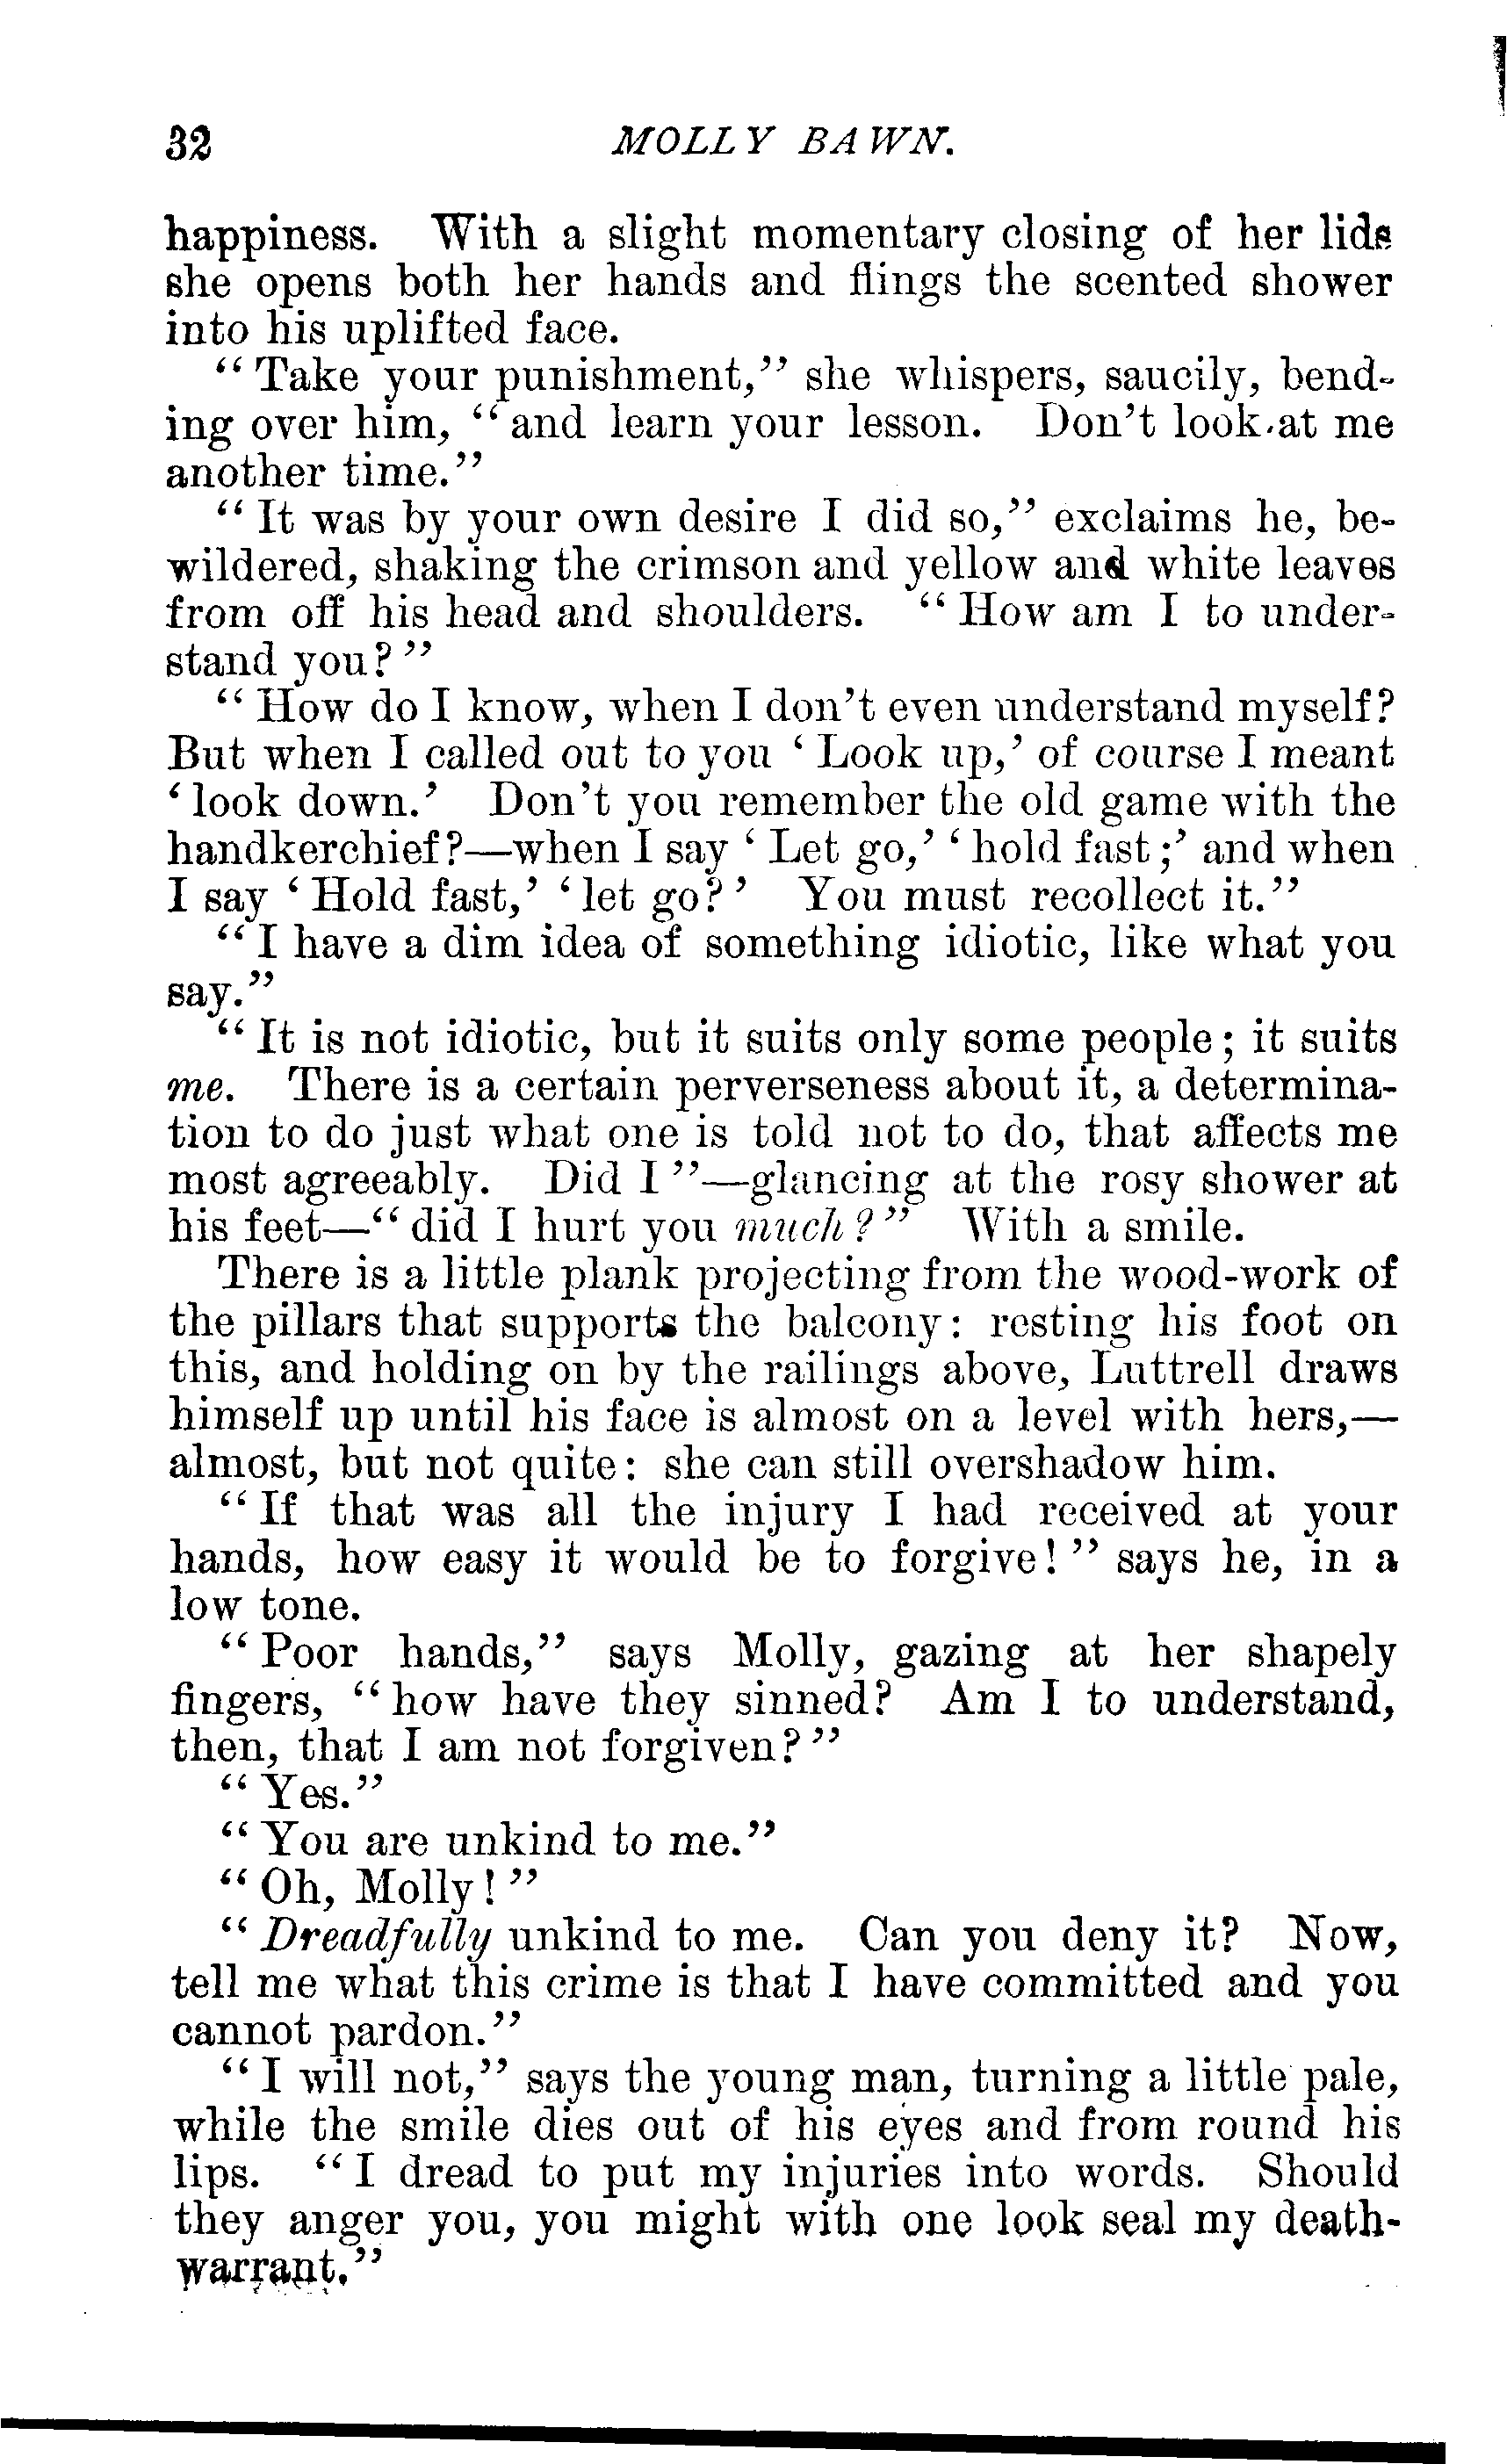 32 MOLLY BAWN.
happiness. With a slight momentary closing of her lids
she opens both her hands and flings the scented shower
into his uplifted face.
“Take your punishment,” she whispers, saucily, bend-
ing over him, “and learn your lesson. Don’t look at me
another time.”
“It was by your own desire I did so,” exclaims he, be-
wildered, shaking the crimson and yellow and white leaves
from off his head and shoulders. “How am I to under-
stand you?”
“How do I know, when I don’t even understand myself?
But when I called out to you ‘Look up,’ of course I meant
‘look down.’ Don’t you remember the old game with the
handkerchief?—when I say ‘Let go,’ ‘hold fast;’ and when
I say ‘Hold fast,’ ‘let go?’ You must recollect it.”
“I have a dim idea of something idiotic, like what you
say.”
“It is not idiotic, but it suits only some people; it suits
me. There is a certain perverseness about it, a determina-
tion to do just what one is told not to do, that affects me
most agreeably. Did I”—glancing at the rosy shower at
his feet—“did I hurt you much?” With a smile.
There is a little plank projecting from the wood-work of
the pillars that supports the balcony: resting his foot on
this, and holding on by the railings above, Luttrell draws
himself up until his face is almost on a level with hers,—
almost, but not quite: she can still overshadow him.
“If that was all the injury I had received at your
hands, how easy it would be to forgive!” says he, in a
low tone.
“Poor hands,” says Molly, gazing at her shapely
fingers, “how have they sinned? Am I to understand,
then, that I am not forgiven?”
“Yes.”
“You are unkind to me.”
“Oh, Molly!”
“Dreadfully unkind to me. Can you deny it? Now,
tell me what this crime is that I have committed and you
cannot pardon.”
“I will not,” says the young man, turning a little pale,
while the smile dies out of his eyes and from round his
lips. “I dread to put my injuries into words. Should
they anger you, you might with one look seal my death-
warrant.”